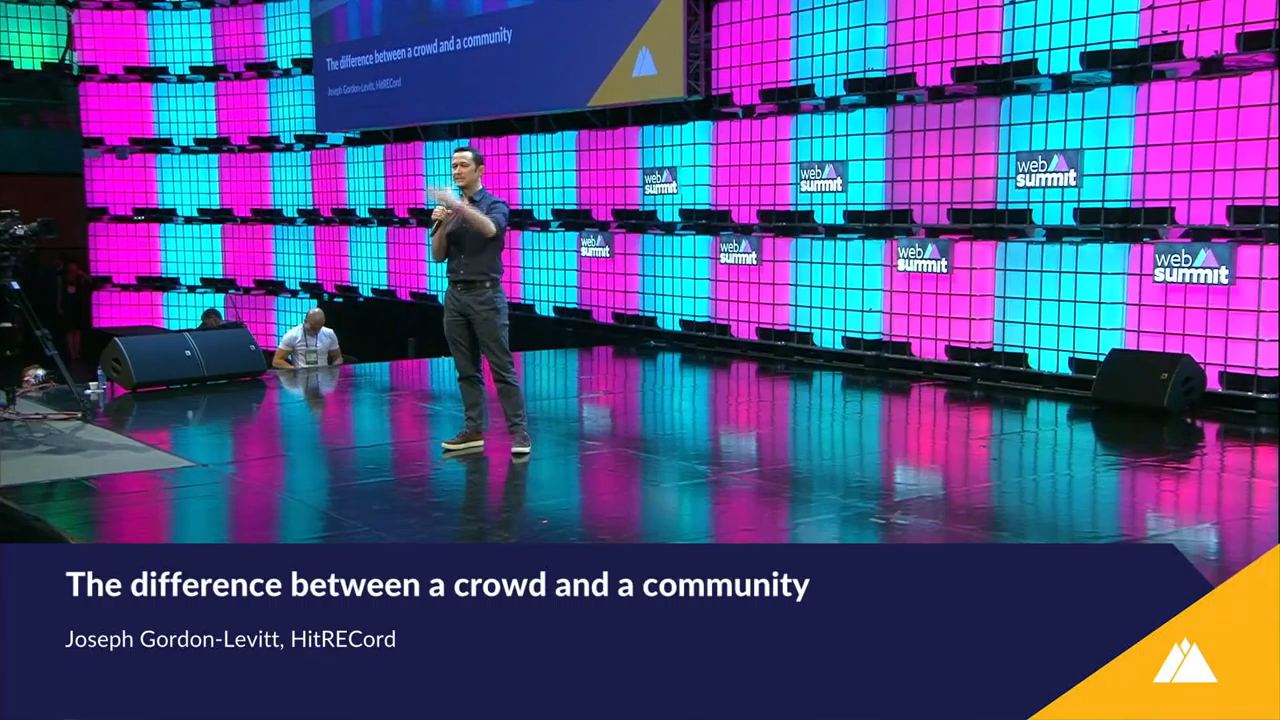 The difference between a crowd and a community
Joseph Gordon-Levitt, HitRECord
web
summit
web
summit
web
summit
web
summit
web
summit
web
summit
web
summit
The difference between a crowd and a community
Joseph Gordon-Levitt, HitRECord